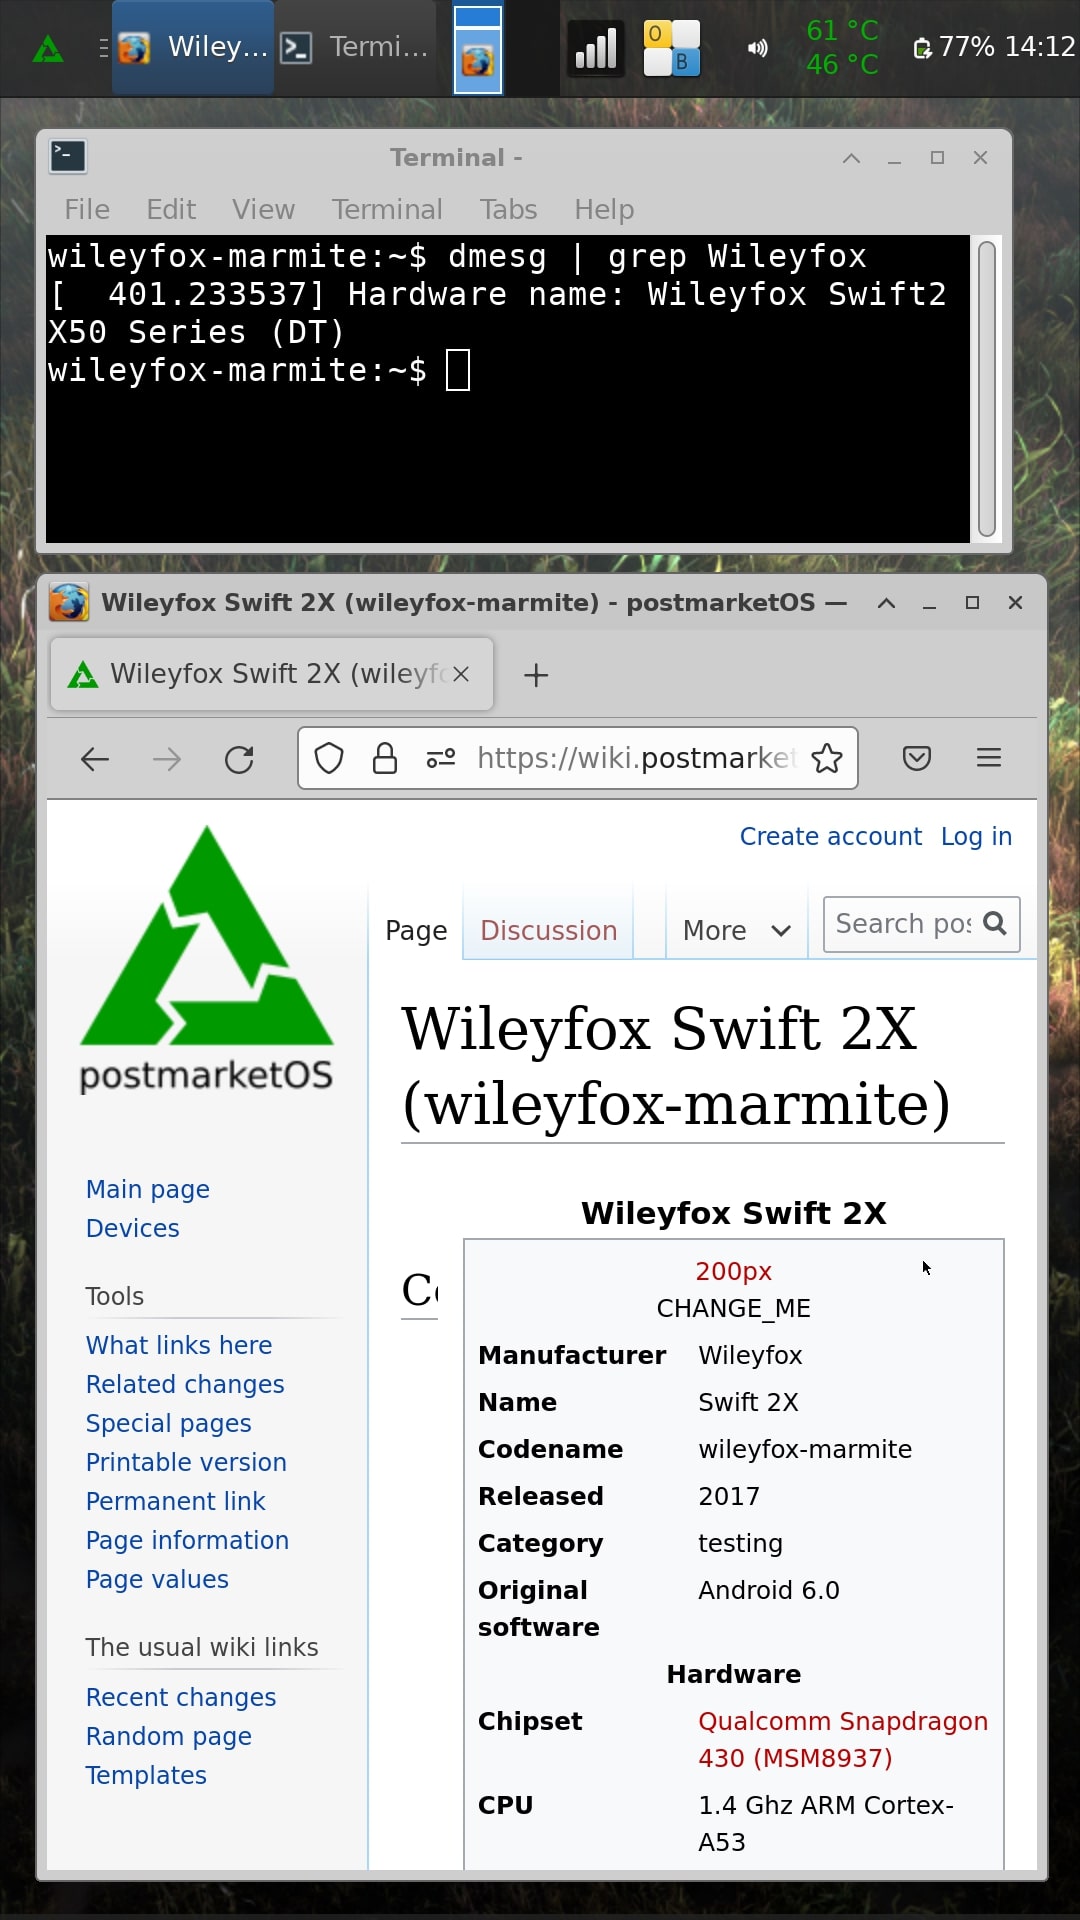 Wiley...
Termi...
O
B
61 °C
46 °C
77% 14:12
Terminal -
File Edit View Terminal Tabs Help
wileyfox-marmite:~$ dmesg | grep Wileyfox
[  401.233537] Hardware name: Wileyfox Swift2
X50 Series (DT)
wileyfox-marmite:~$
Wileyfox Swift 2X (wileyfox-marmite) - postmarketOS —
Wileyfox Swift 2X (wileyfo
https://wiki.postmarket
Create account Log in
postmarketOS
Page Discussion More
Search pos
Wileyfox Swift 2X
(wileyfox-marmite)
Main page
Devices
Tools
What links here
Related changes
Special pages
Printable version
Permanent link
Page information
Page values
The usual wiki links
Recent changes
Random page
Templates
Wileyfox Swift 2X
200px
CHANGE_ME
Manufacturer Wileyfox
Name Swift 2X
Codename wileyfox-marmite
Released 2017
Category testing
Original Android 6.0
software
Hardware
Chipset Qualcomm Snapdragon
430 (MSM8937)
CPU 1.4 Ghz ARM Cortex-
A53